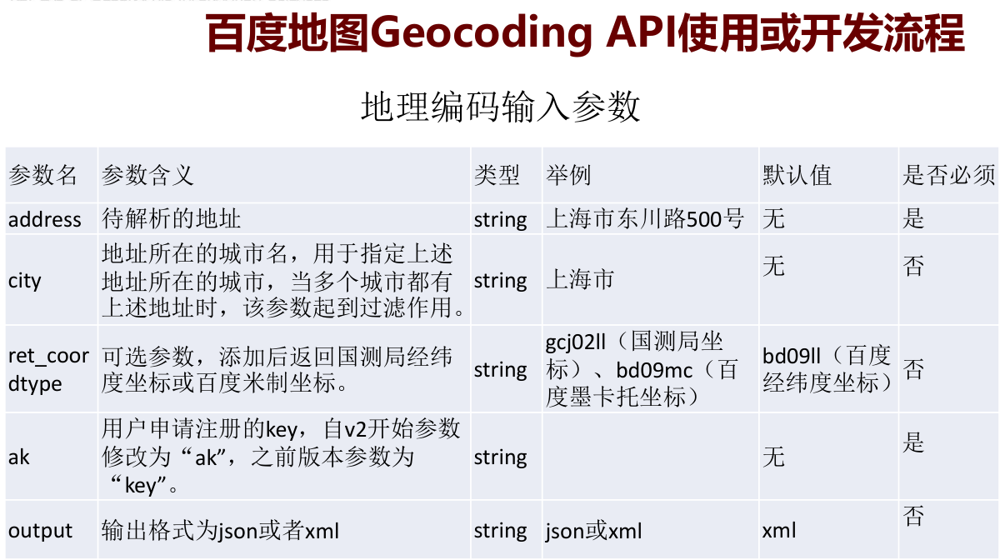 百度地图Geocoding API使用或开发流程
地理编码输入参数
参数名 参数含义 类型 举例 默认值 是否必须
address 待解析的地址 string 上海市东川路500号 无 是
city
地址所在的城市名，用于指定上述
地址所在的城市，当多个城市都有
上述地址时，该参数起到过滤作用。
string
上海市
无
否
ret_coor
dtype
可选参数，添加后返回国测局经纬
度坐标或百度米制坐标。
string
gcj02ll（国测局坐
标）、bd09mc（百
度墨卡托坐标）
bd09ll（百度
经纬度坐标）
否
ak
用户申请注册的key，自v2开始参数
修改为“ak”，之前版本参数为
“key”。
string
无
是
output 输出格式为json或者xml string json或xml xml 否